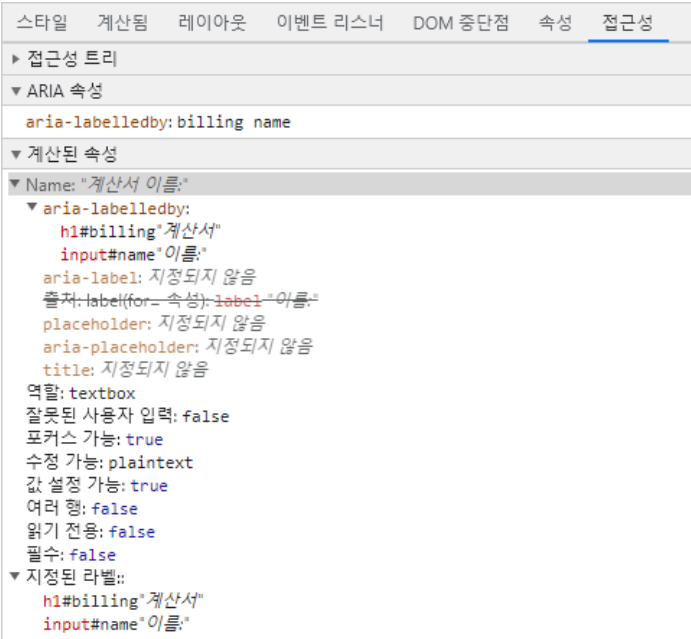 스타일 계산됨 레이아웃 이벤트 리스너 DOM 중단점 속성 접근성
접근성 트리
ARIA 속성
aria-labelledby: billing name
계산된 속성
Name: "계산서 이름:"
aria-labelledby:
h1#billing"계산서"
input#name"이름:"
aria-label: 지정되지 않음
출처: label(for= 속성): label "이름:"
placeholder: 지정되지 않음
aria-placeholder: 지정되지 않음
title: 지정되지 않음
역할: textbox
잘못된 사용자 입력: false
포커스 가능: true
수정 가능: plaintext
값 설정 가능: true
여러 행: false
읽기 전용: false
필수: false
지정된 라벨::
h1#billing"계산서"
input#name"이름:"